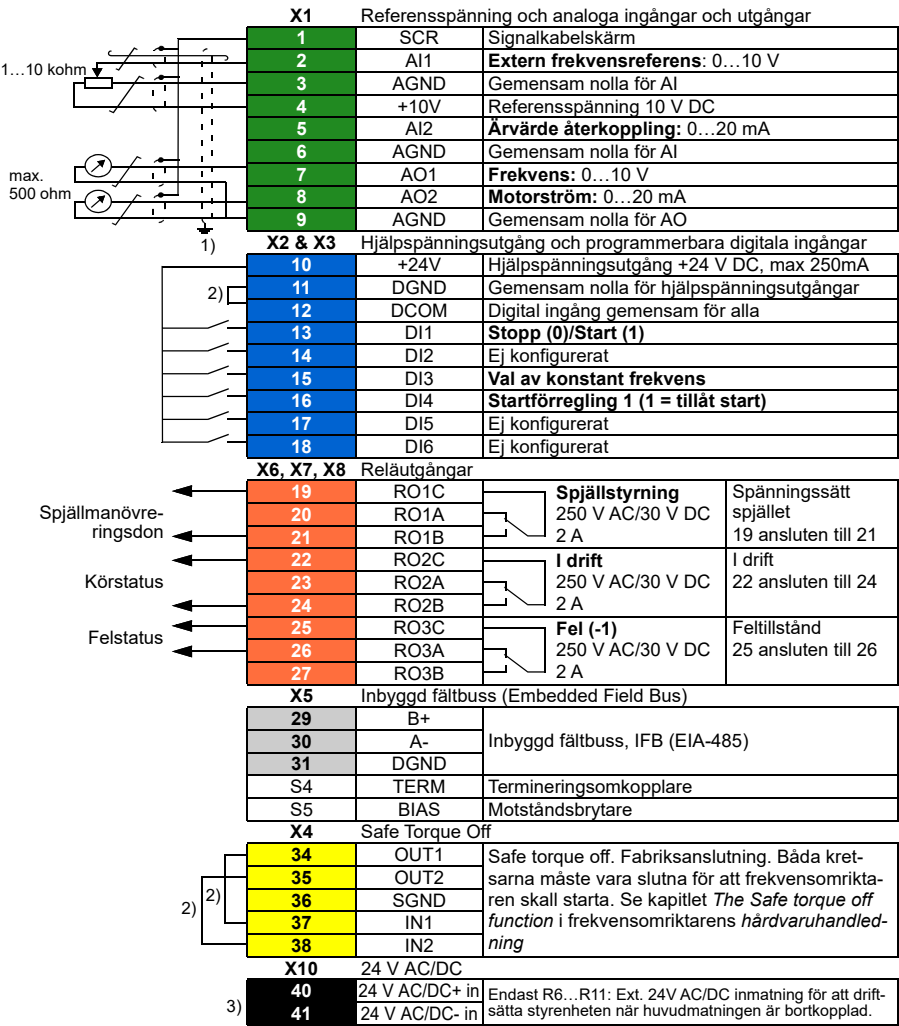 X1 Referensspänning och analoga ingångar och utgångar
1 SCR Signalkabelskärm
2 AI1 Extern frekvensreferens: 0…10 V
1…10 kohm
3 AGND Gemensam nolla för AI
4 +10V Referensspänning 10 V DC
5 AI2 Ärvärde återkoppling: 0…20 mA
6 AGND Gemensam nolla för AI
max.
500 ohm
7 AO1 Frekvens: 0…10 V
8 AO2 Motorström: 0…20 mA
9 AGND Gemensam nolla för AO
1)
X2 & X3 Hjälpspänningsutgång och programmerbara digitala ingångar
10 +24V Hjälpspänningsutgång +24 V DC, max 250mA
2)
11 DGND Gemensam nolla för hjälpspänningsutgångar
12 DCOM Digital ingång gemensam för alla
13 DI1 Stopp (0)/Start (1)
14 DI2 Ej konfigurerat
15 DI3 Val av konstant frekvens
16 DI4 Startförregling 1 (1 = tillåt start)
17 DI5 Ej konfigurerat
18 DI6 Ej konfigurerat
X6, X7, X8 Reläutgångar
Spjällmanövre-
ringsdon
19 RO1C Spjällstyrning Spänningssätt
20 RO1A 250 V AC/30 V DC spjället
21 RO1B 2 A 19 ansluten till 21
Körstatus
22 RO2C I drift I drift
23 RO2A 250 V AC/30 V DC 22 ansluten till 24
24 RO2B 2 A
Felstatus
25 RO3C Fel (-1) Feltillstånd
26 RO3A 250 V AC/30 V DC 25 ansluten till 26
27 RO3B 2 A
X5 Inbyggd fältbuss (Embedded Field Bus)
29 B+
30 A- Inbyggd fältbuss, IFB (EIA-485)
31 DGND
S4 TERM Termineringsomkopplare
S5 BIAS Motståndsbrytare
X4 Safe Torque Off
34 OUT1
35 OUT2
36 SGND
37 IN1
38 IN2
2)
2)
Safe torque off. Fabriksanslutning. Båda kret-
sarna måste vara slutna för att frekvensomrikta-
ren skall starta. Se kapitlet The Safe torque off
function i frekvensomriktarens hårdvaruhandled-
ning
X10 24 V AC/DC
3)
40 24 V AC/DC+ in
41 24 V AC/DC- in
Endast R6…R11: Ext. 24V AC/DC inmatning för att drift-
sätta styrenheten när huvudmatningen är bortkopplad.